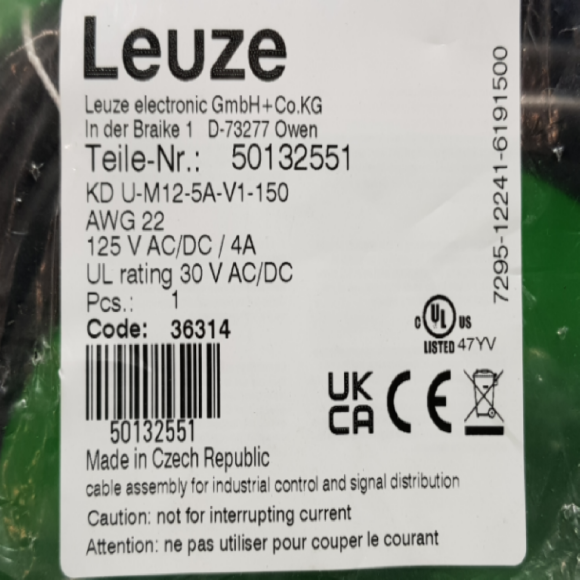 Leuze
Leuze electronic GmbH+Co.KG
In der Braike 1 D-73277 Owen
Teile-Nr.: 50132551
KD U-M12-5A-V1-150
AWG 22
125 V AC/DC / 4A
UL rating 30 V AC/DC
Pcs.: 1
Code: 36314
7295-12241-6191500
C UL US
LISTED 47YV
UK
CA CE
50132551
Made in Czech Republic
cable assembly for industrial control and signal distribution
Caution: not for interrupting current
Attention: ne pas utiliser pour couper le courant